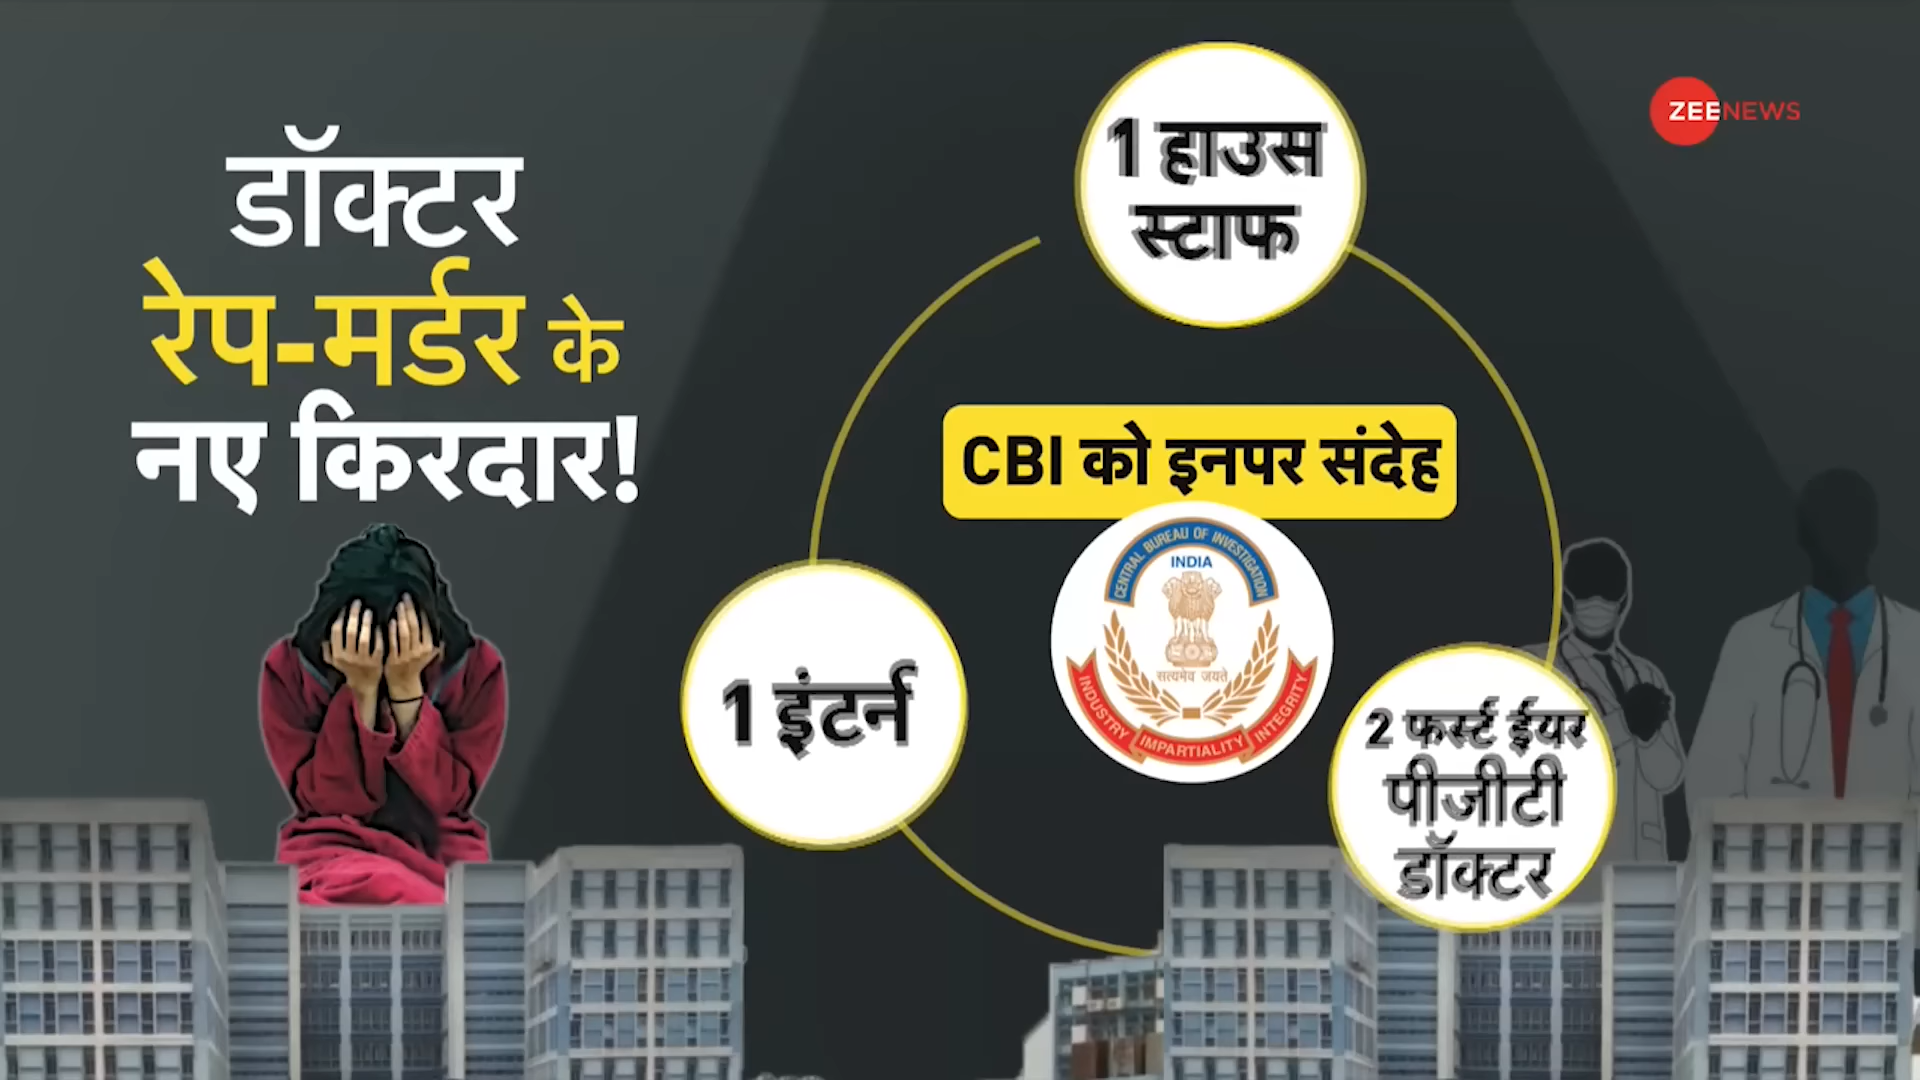 डॉक्टर
रेप-मर्डर के
नए किरदार!
ZEENEWS
1 हाउस
स्टाफ
CBI को इनपर संदेह
CENTRAL BUREAU OF INVESTIGATION
INDIA
सत्यमेव जयते
INDUSTRY IMPARTIALITY INTEGRITY
1 इंटर्न
2 फर्स्ट ईयर
पीजीटी
डॉक्टर